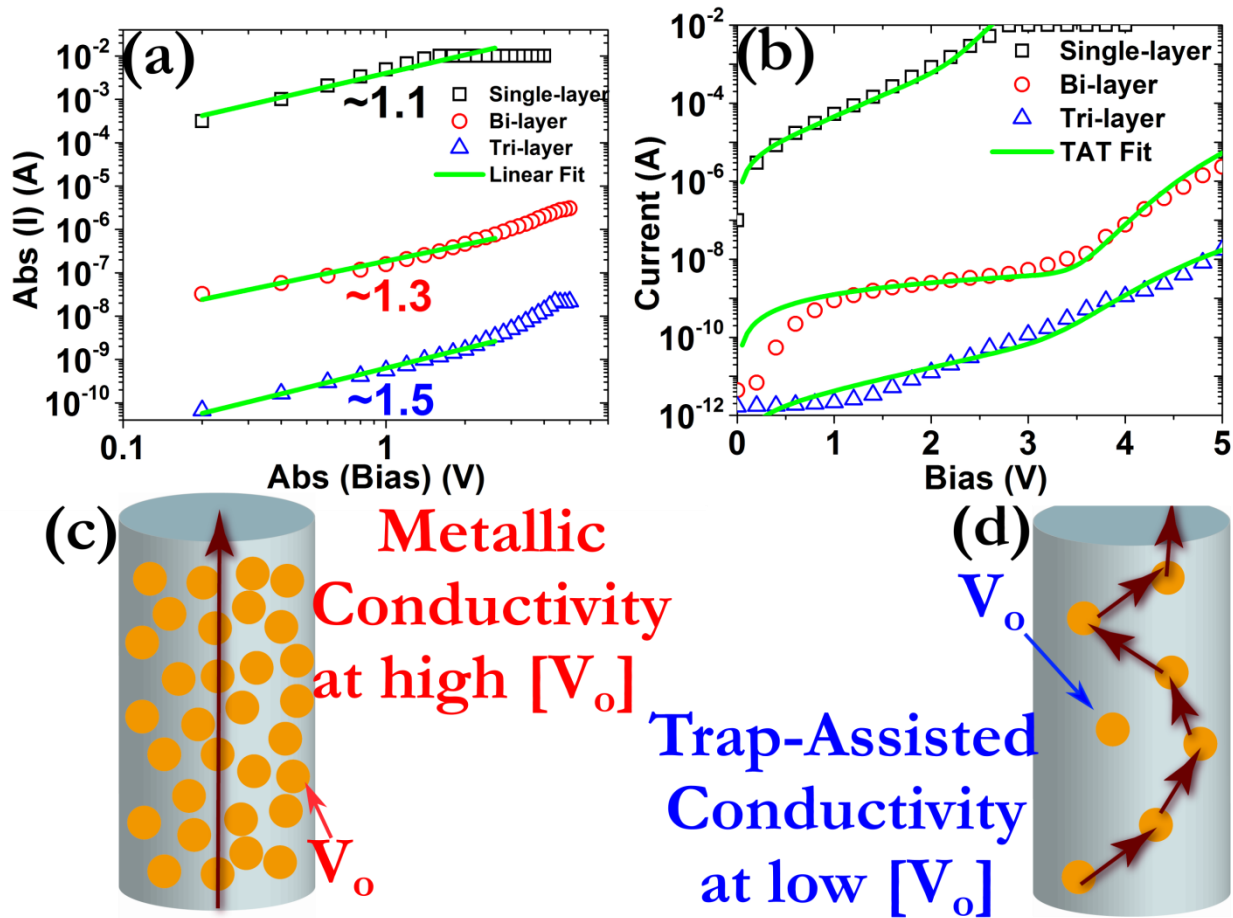 (a)
Abs (I) (A)
10⁻²
10⁻³
10⁻⁴
10⁻⁵
10⁻⁶
10⁻⁷
10⁻⁸
10⁻⁹
10⁻¹⁰
Single-layer
Bi-layer
Tri-layer
Linear Fit
~1.1
~1.3
~1.5
0.1
1
Abs (Bias) (V)
(b)
Current (A)
10⁻²
10⁻⁴
10⁻⁶
10⁻⁸
10⁻¹⁰
10⁻¹²
Single-layer
Bi-layer
Tri-layer
TAT Fit
0 1 2 3 4 5
Bias (V)
(c)
Metallic
Conductivity
at high [Vₒ]
Vₒ
(d)
Vₒ
Trap-Assisted
Conductivity
at low [Vₒ]